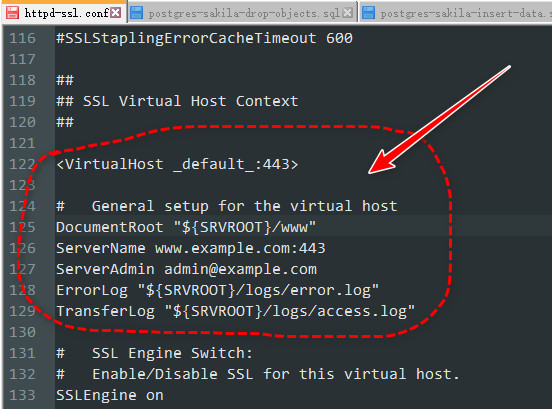 httpd-ssl.conf postgres-sakila-drop-objects.sql postgres-sakila-insert-data.
116 #SSLStaplingErrorCacheTimeout 600
117
118 ##
119 ## SSL Virtual Host Context
120 ##
121
122 <VirtualHost _default_:443>
123
124 #   General setup for the virtual host
125 DocumentRoot "${SRVROOT}/www"
126 ServerName www.example.com:443
127 ServerAdmin admin@example.com
128 ErrorLog "${SRVROOT}/logs/error.log"
129 TransferLog "${SRVROOT}/logs/access.log"
130
131 #   SSL Engine Switch:
132 #   Enable/Disable SSL for this virtual host.
133 SSLEngine on